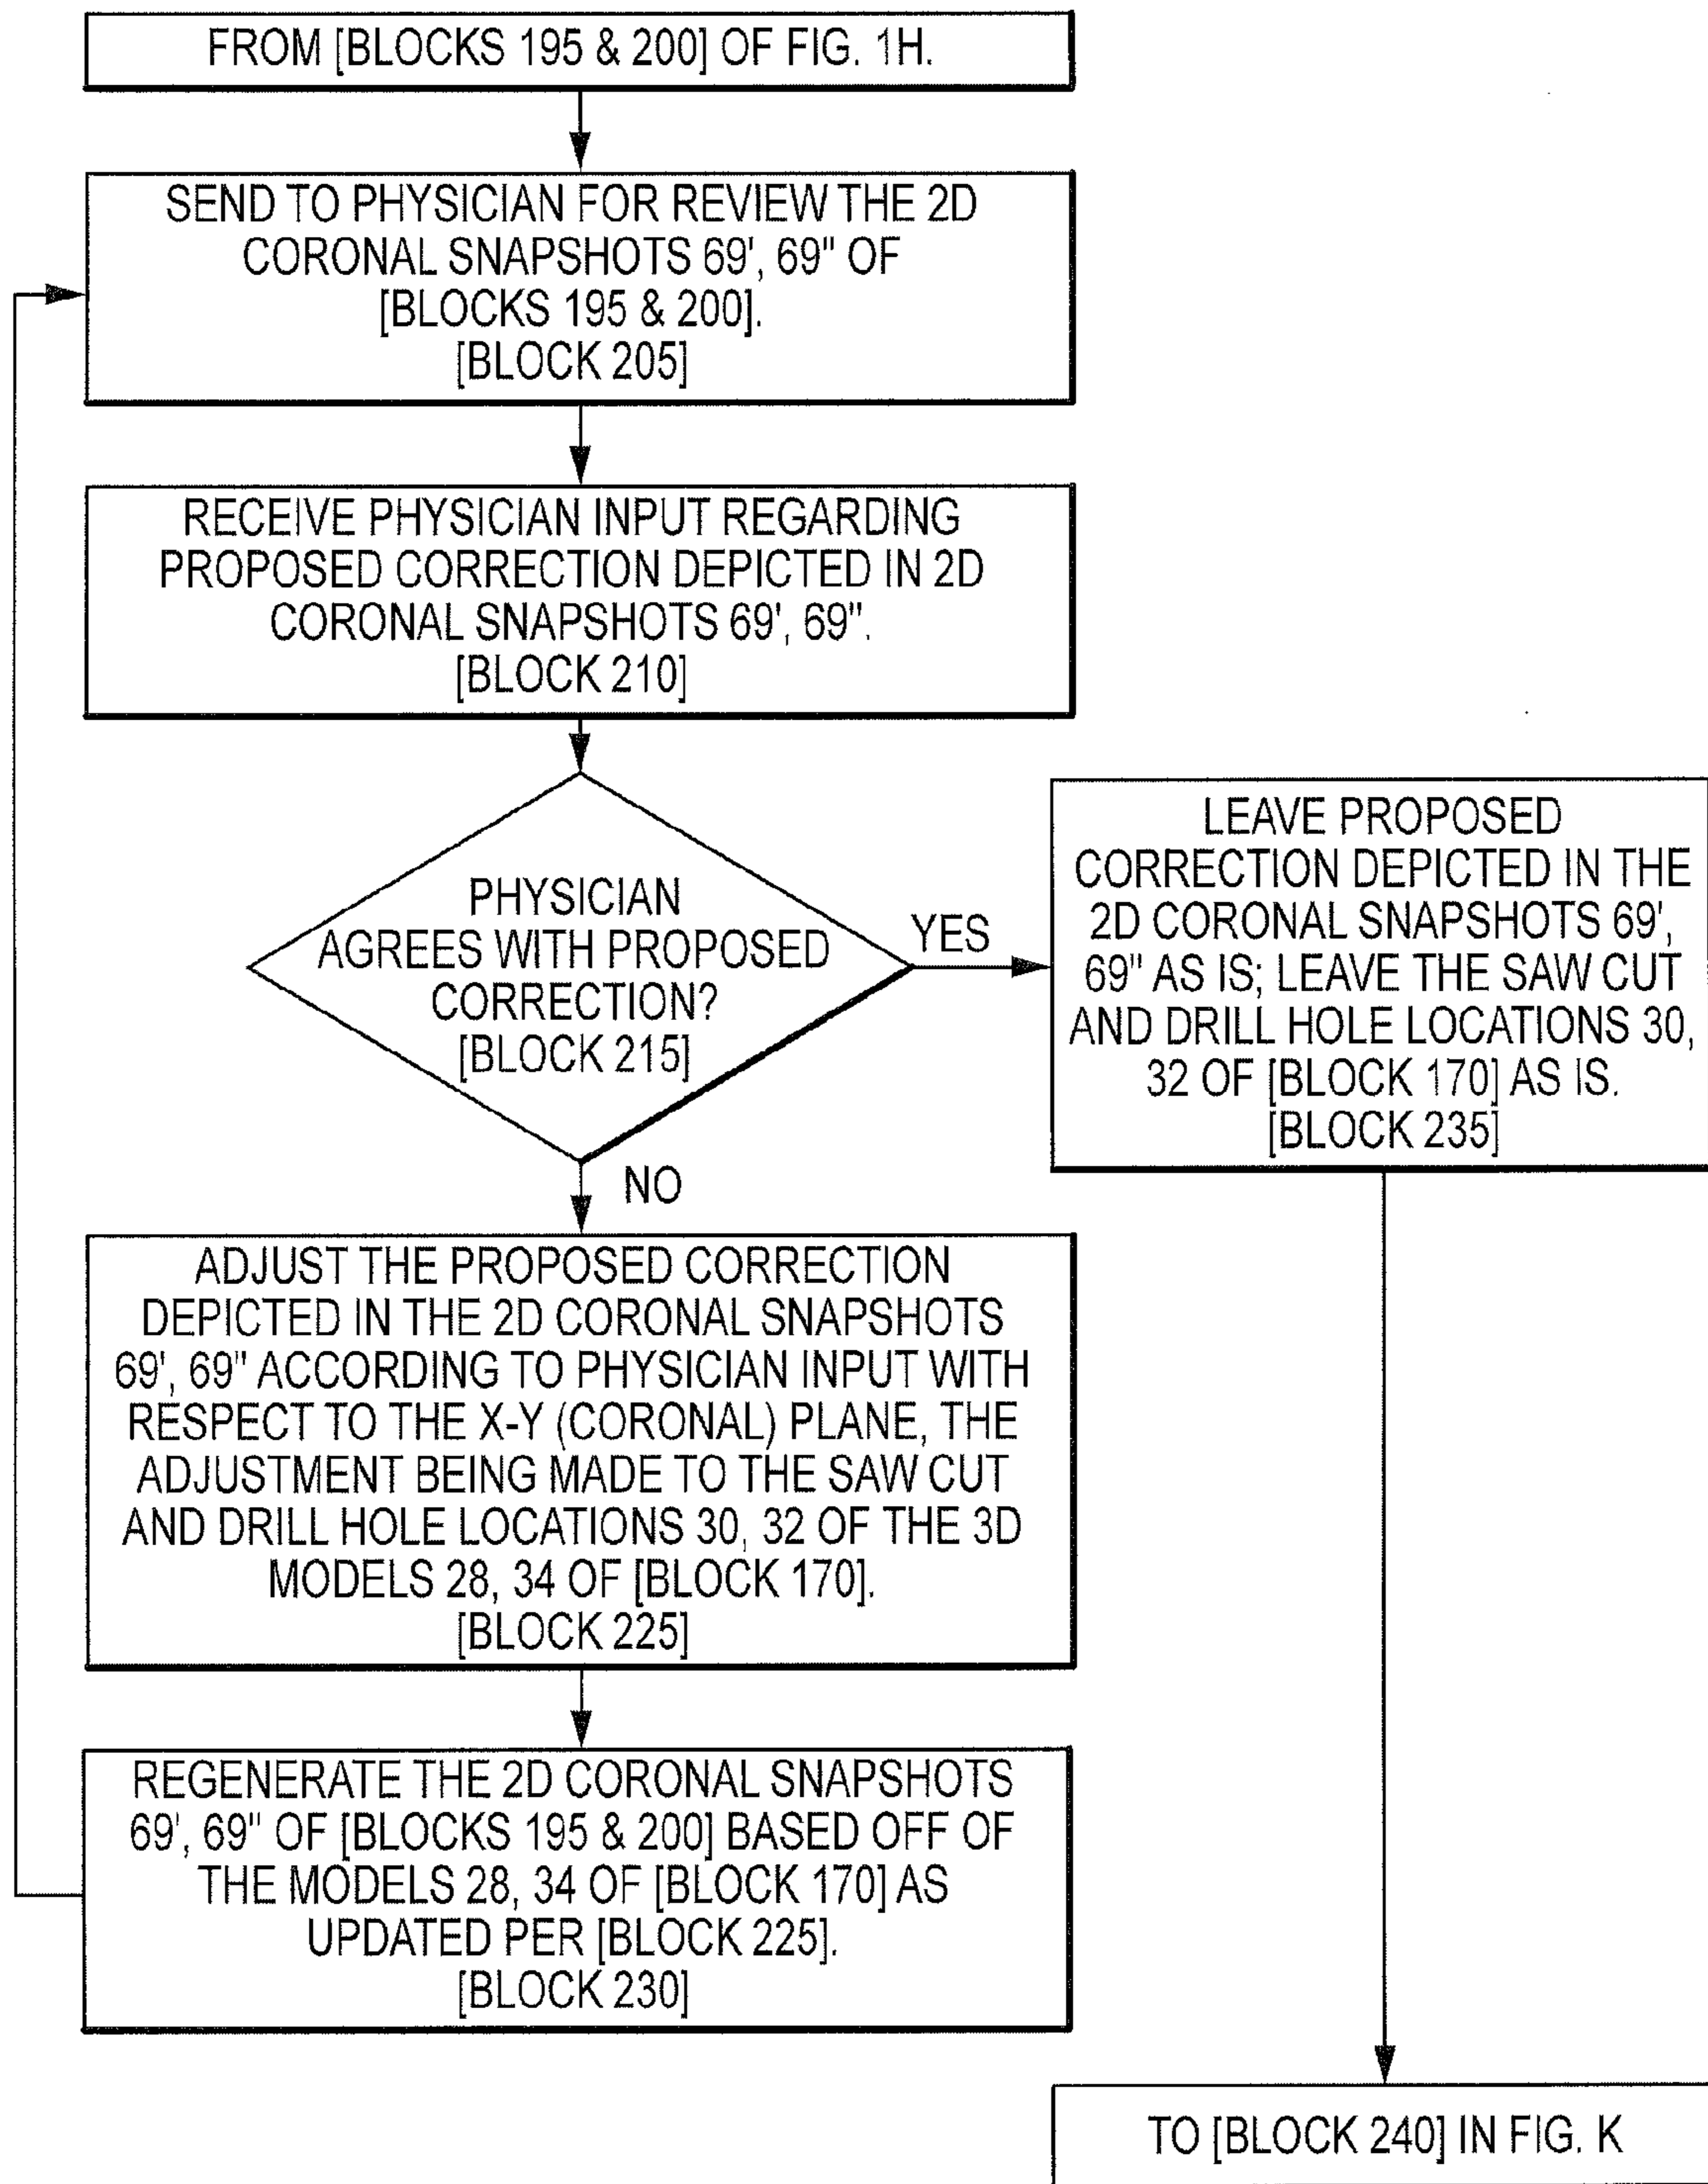 FROM [BLOCKS 195 & 200] OF FIG. 1H.
SEND TO PHYSICIAN FOR REVIEW THE 2D
CORONAL SNAPSHOTS 69', 69" OF
[BLOCKS 195 & 200].
[BLOCK 205]
RECEIVE PHYSICIAN INPUT REGARDING
PROPOSED CORRECTION DEPICTED IN 2D
CORONAL SNAPSHOTS 69', 69".
[BLOCK 210]
PHYSICIAN
AGREES WITH PROPOSED
CORRECTION?
[BLOCK 215]
YES
LEAVE PROPOSED
CORRECTION DEPICTED IN THE
2D CORONAL SNAPSHOTS 69',
69" AS IS; LEAVE THE SAW CUT
AND DRILL HOLE LOCATIONS 30,
32 OF [BLOCK 170] AS IS.
[BLOCK 235]
NO
ADJUST THE PROPOSED CORRECTION
DEPICTED IN THE 2D CORONAL SNAPSHOTS
69', 69" ACCORDING TO PHYSICIAN INPUT WITH
RESPECT TO THE X-Y (CORONAL) PLANE, THE
ADJUSTMENT BEING MADE TO THE SAW CUT
AND DRILL HOLE LOCATIONS 30, 32 OF THE 3D
MODELS 28, 34 OF [BLOCK 170].
[BLOCK 225]
REGENERATE THE 2D CORONAL SNAPSHOTS
69', 69" OF [BLOCKS 195 & 200] BASED OFF OF
THE MODELS 28, 34 OF [BLOCK 170] AS
UPDATED PER [BLOCK 225].
[BLOCK 230]
TO [BLOCK 240] IN FIG. K